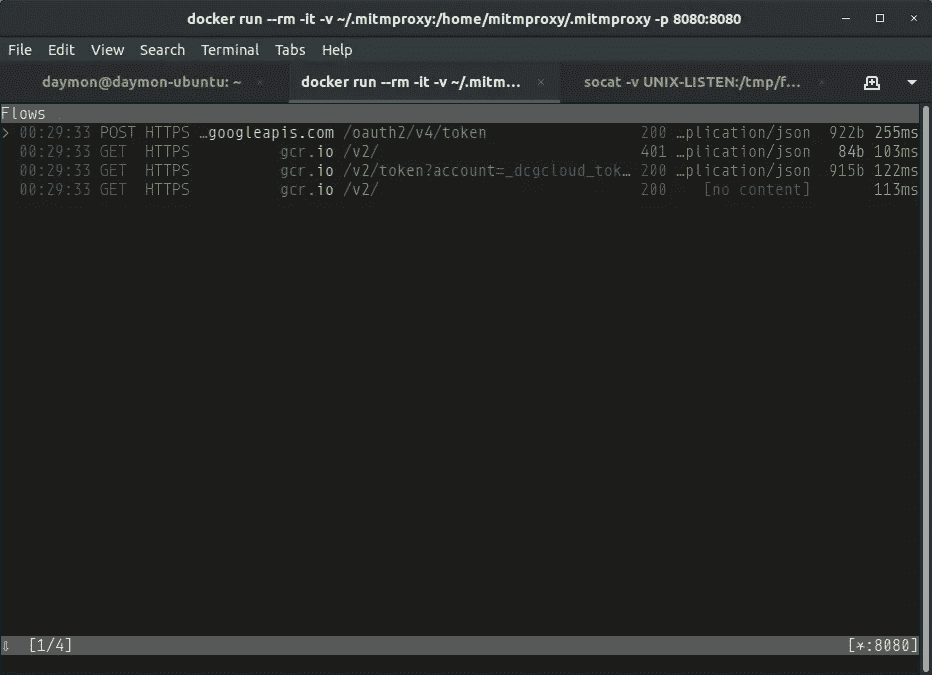 docker run --rm -it -v ~/.mitmproxy:/home/mitmproxy/.mitmproxy -p 8080:8080
File Edit View Search Terminal Tabs Help
daymon@daymon-ubuntu: ~ × docker run --rm -it -v ~/.mitm... × socat -v UNIX-LISTEN:/tmp/f... ×
Flows
> 00:29:33 POST HTTPS …googleapis.com /oauth2/v4/token 200 …plication/json 922b 255ms
00:29:33 GET HTTPS gcr.io /v2/ 401 …plication/json 84b 103ms
00:29:33 GET HTTPS gcr.io /v2/token?account=_dcgcloud_tok… 200 …plication/json 915b 122ms
00:29:33 GET HTTPS gcr.io /v2/ 200 [no content] 113ms
⇩ [1/4] [*:8080]